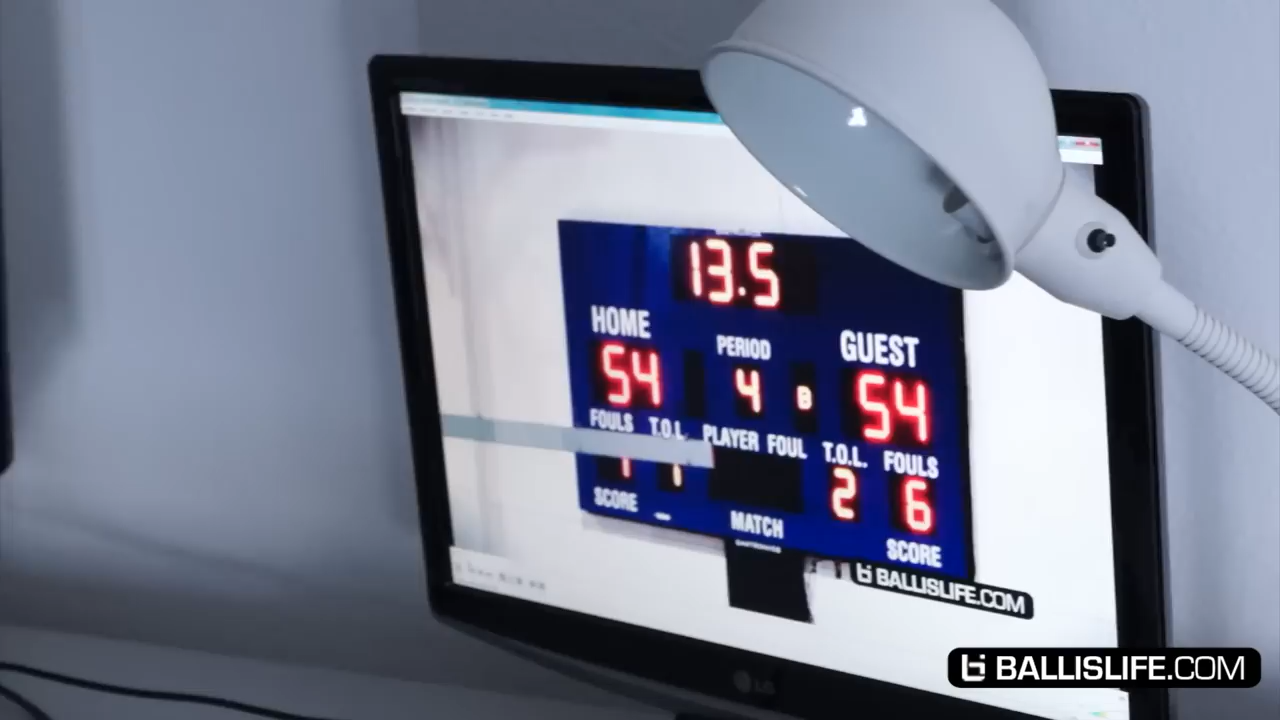 13.5
HOME
PERIOD
GUEST
54
4
54
FOULS T.O.L. PLAYER FOUL T.O.L. FOULS
2
6
SCORE
MATCH
SCORE
BALLISLIFE.COM
LG
BALLISLIFE.COM